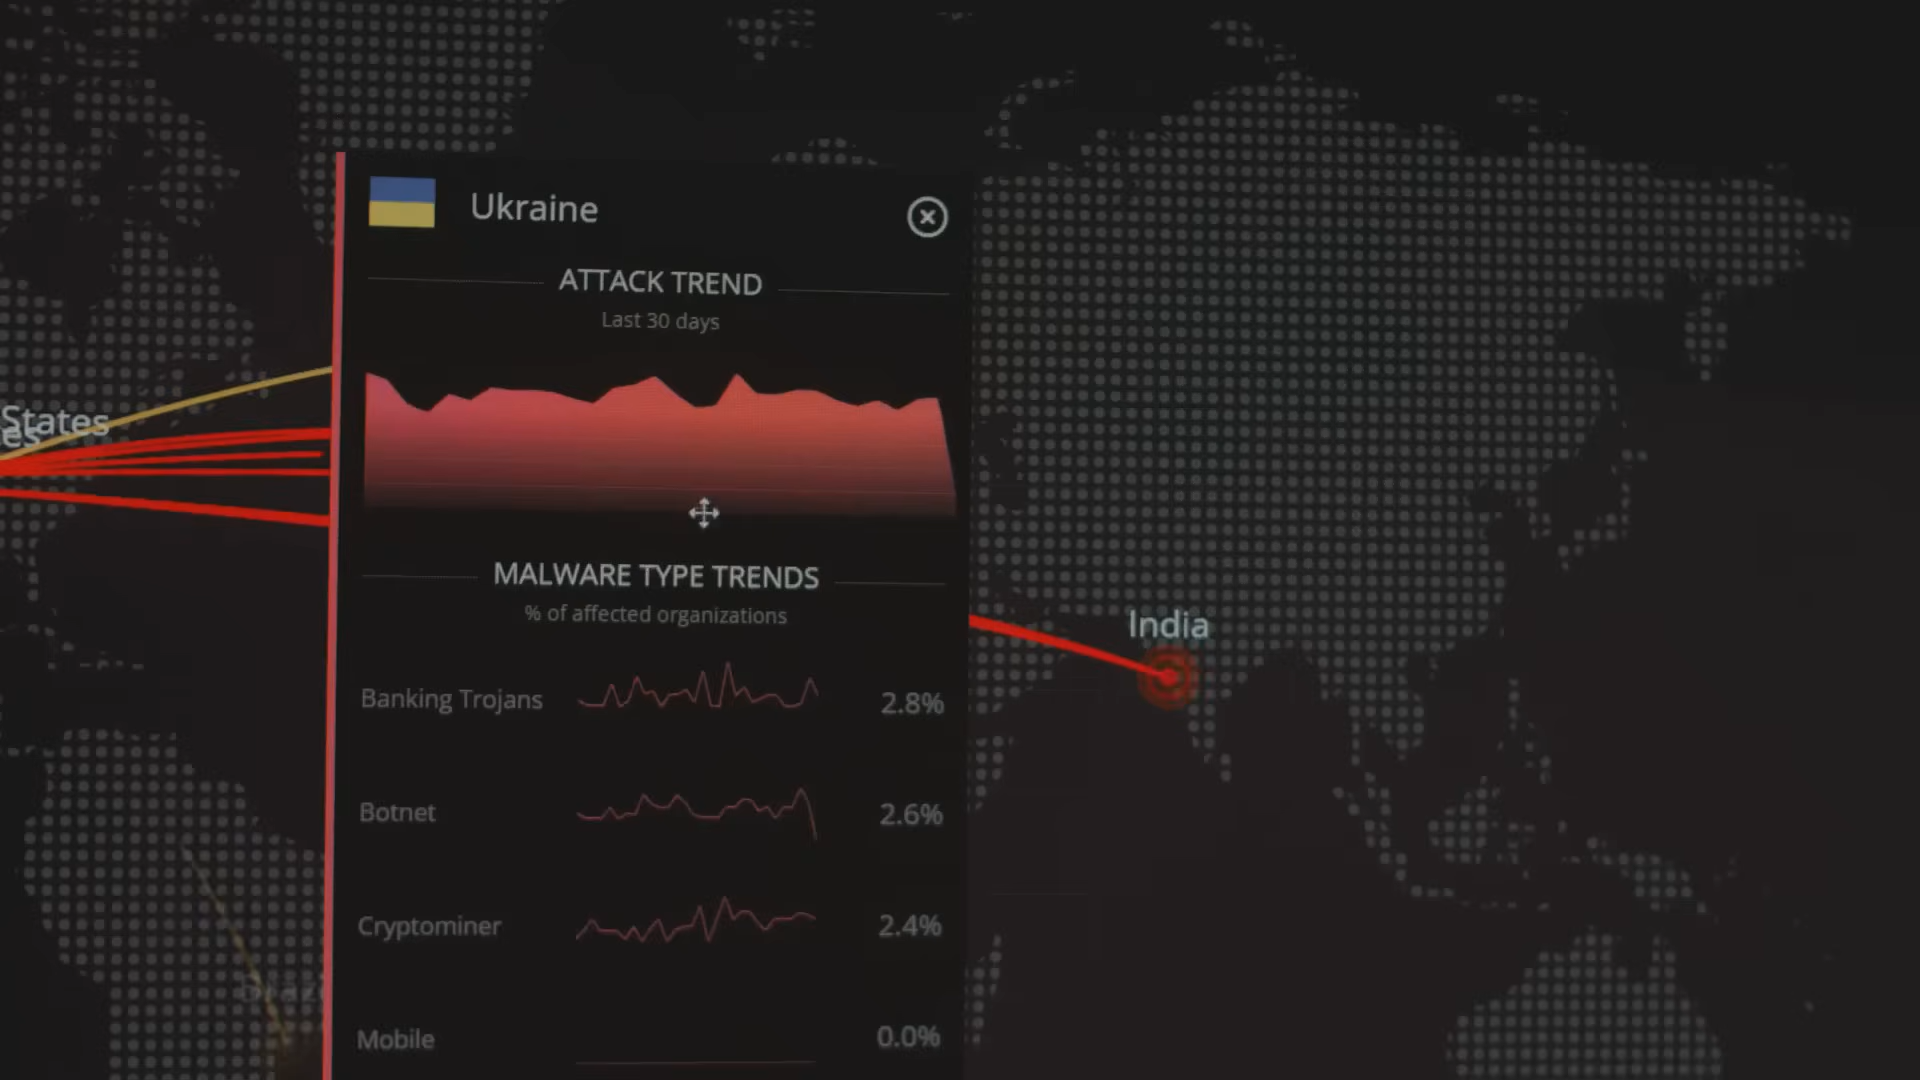 Ukraine
ATTACK TREND
Last 30 days
States
es
MALWARE TYPE TRENDS
% of affected organizations
India
Banking Trojans
2.8%
Botnet
2.6%
Cryptominer
2.4%
Mobile
0.0%